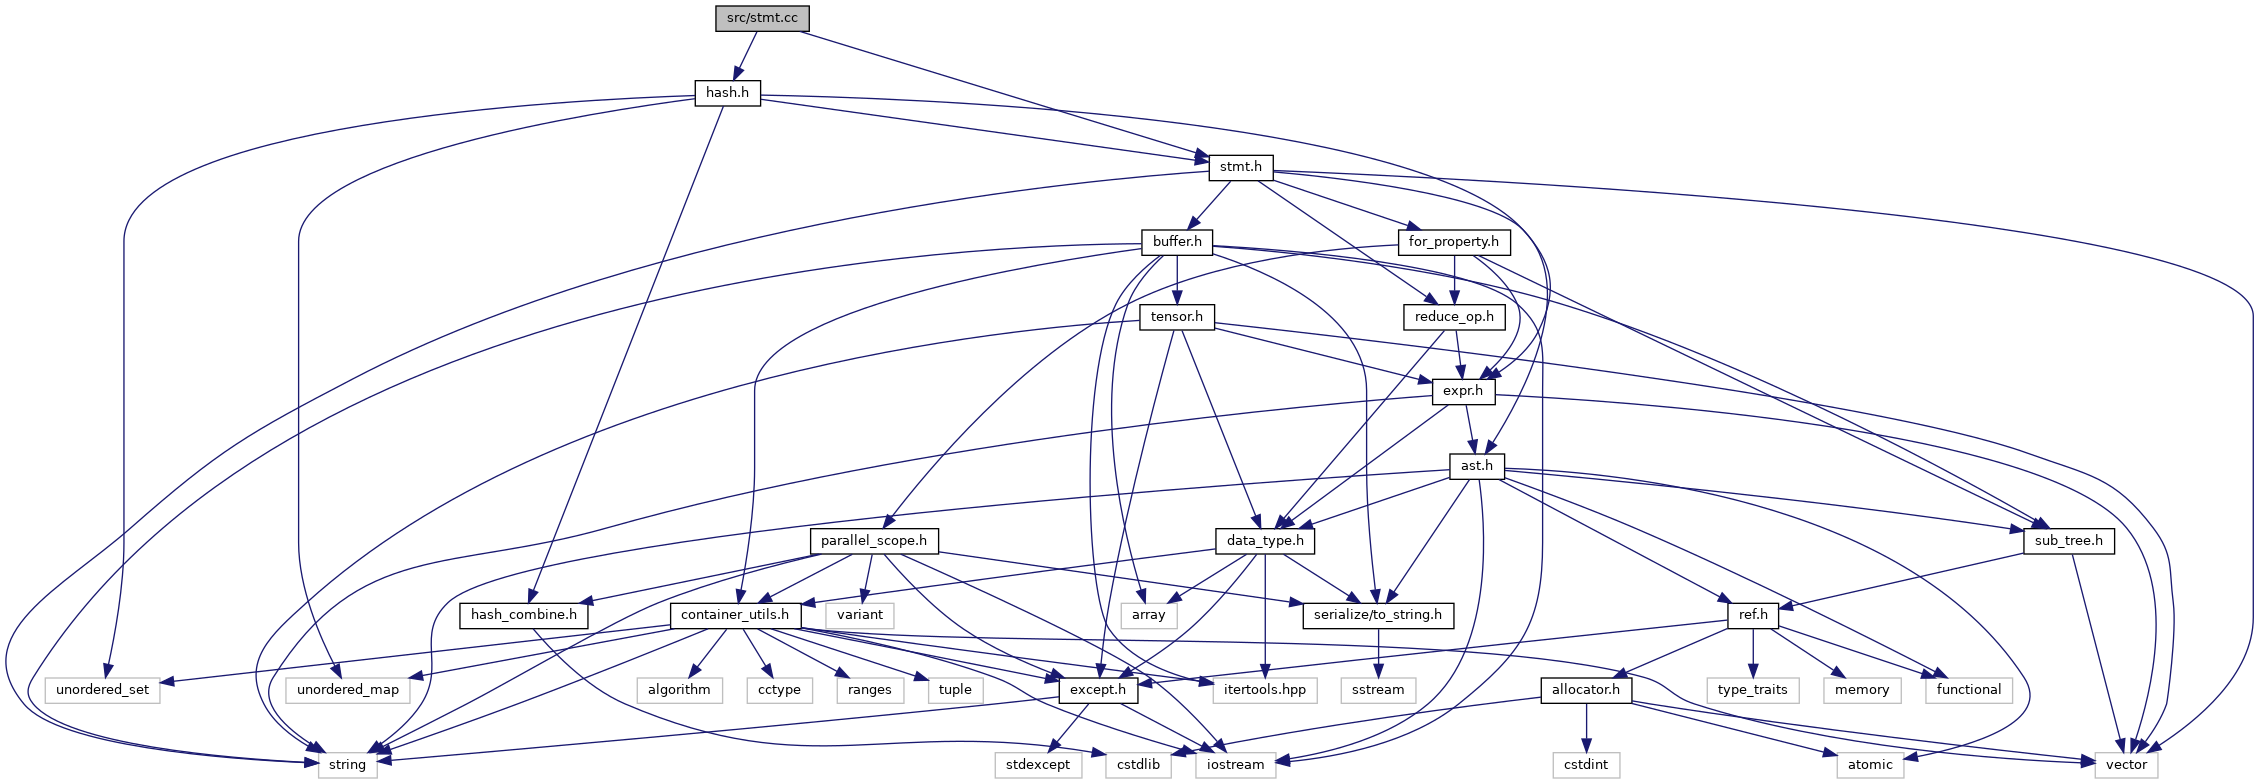 src/stmt.cc
hash.h
stmt.h
buffer.h
for_property.h
tensor.h
reduce_op.h
expr.h
ast.h
parallel_scope.h
data_type.h
sub_tree.h
hash_combine.h
container_utils.h
variant
array
serialize/to_string.h
ref.h
unordered_set
unordered_map
algorithm
cctype
ranges
tuple
except.h
itertools.hpp
sstream
allocator.h
type_traits
memory
functional
string
stdexcept
cstdlib
iostream
cstdint
atomic
vector